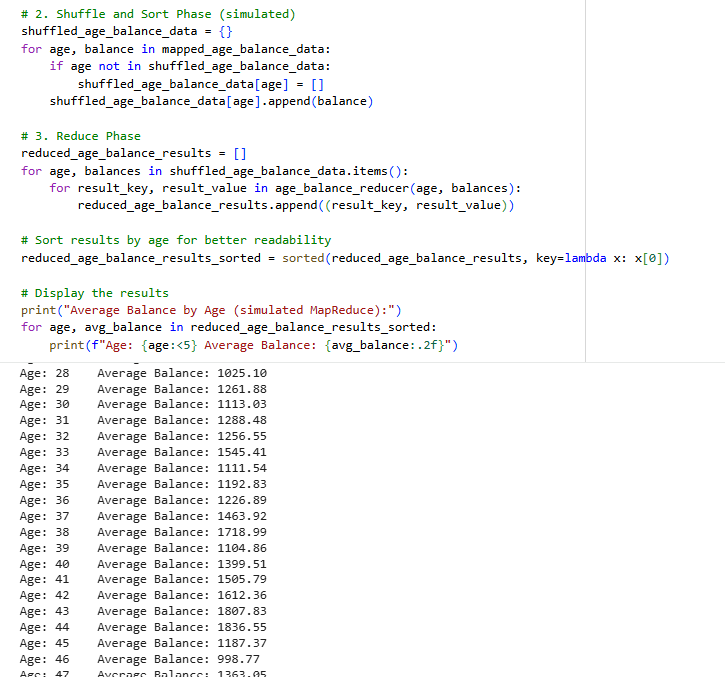 # 2. Shuffle and Sort Phase (simulated)
shuffled_age_balance_data = {}
for age, balance in mapped_age_balance_data:
    if age not in shuffled_age_balance_data:
        shuffled_age_balance_data[age] = []
    shuffled_age_balance_data[age].append(balance)

# 3. Reduce Phase
reduced_age_balance_results = []
for age, balances in shuffled_age_balance_data.items():
    for result_key, result_value in age_balance_reducer(age, balances):
        reduced_age_balance_results.append((result_key, result_value))

# Sort results by age for better readability
reduced_age_balance_results_sorted = sorted(reduced_age_balance_results, key=lambda x: x[0])

# Display the results
print("Average Balance by Age (simulated MapReduce):")
for age, avg_balance in reduced_age_balance_results_sorted:
    print(f"Age: {age:<5} Average Balance: {avg_balance:.2f}")
Age: 28    Average Balance: 1025.10
Age: 29    Average Balance: 1261.88
Age: 30    Average Balance: 1113.03
Age: 31    Average Balance: 1288.48
Age: 32    Average Balance: 1256.55
Age: 33    Average Balance: 1545.41
Age: 34    Average Balance: 1111.54
Age: 35    Average Balance: 1192.83
Age: 36    Average Balance: 1226.89
Age: 37    Average Balance: 1463.92
Age: 38    Average Balance: 1718.99
Age: 39    Average Balance: 1104.86
Age: 40    Average Balance: 1399.51
Age: 41    Average Balance: 1505.79
Age: 42    Average Balance: 1612.36
Age: 43    Average Balance: 1807.83
Age: 44    Average Balance: 1836.55
Age: 45    Average Balance: 1187.37
Age: 46    Average Balance: 998.77
Age: 47    Average Balance: 1363.05